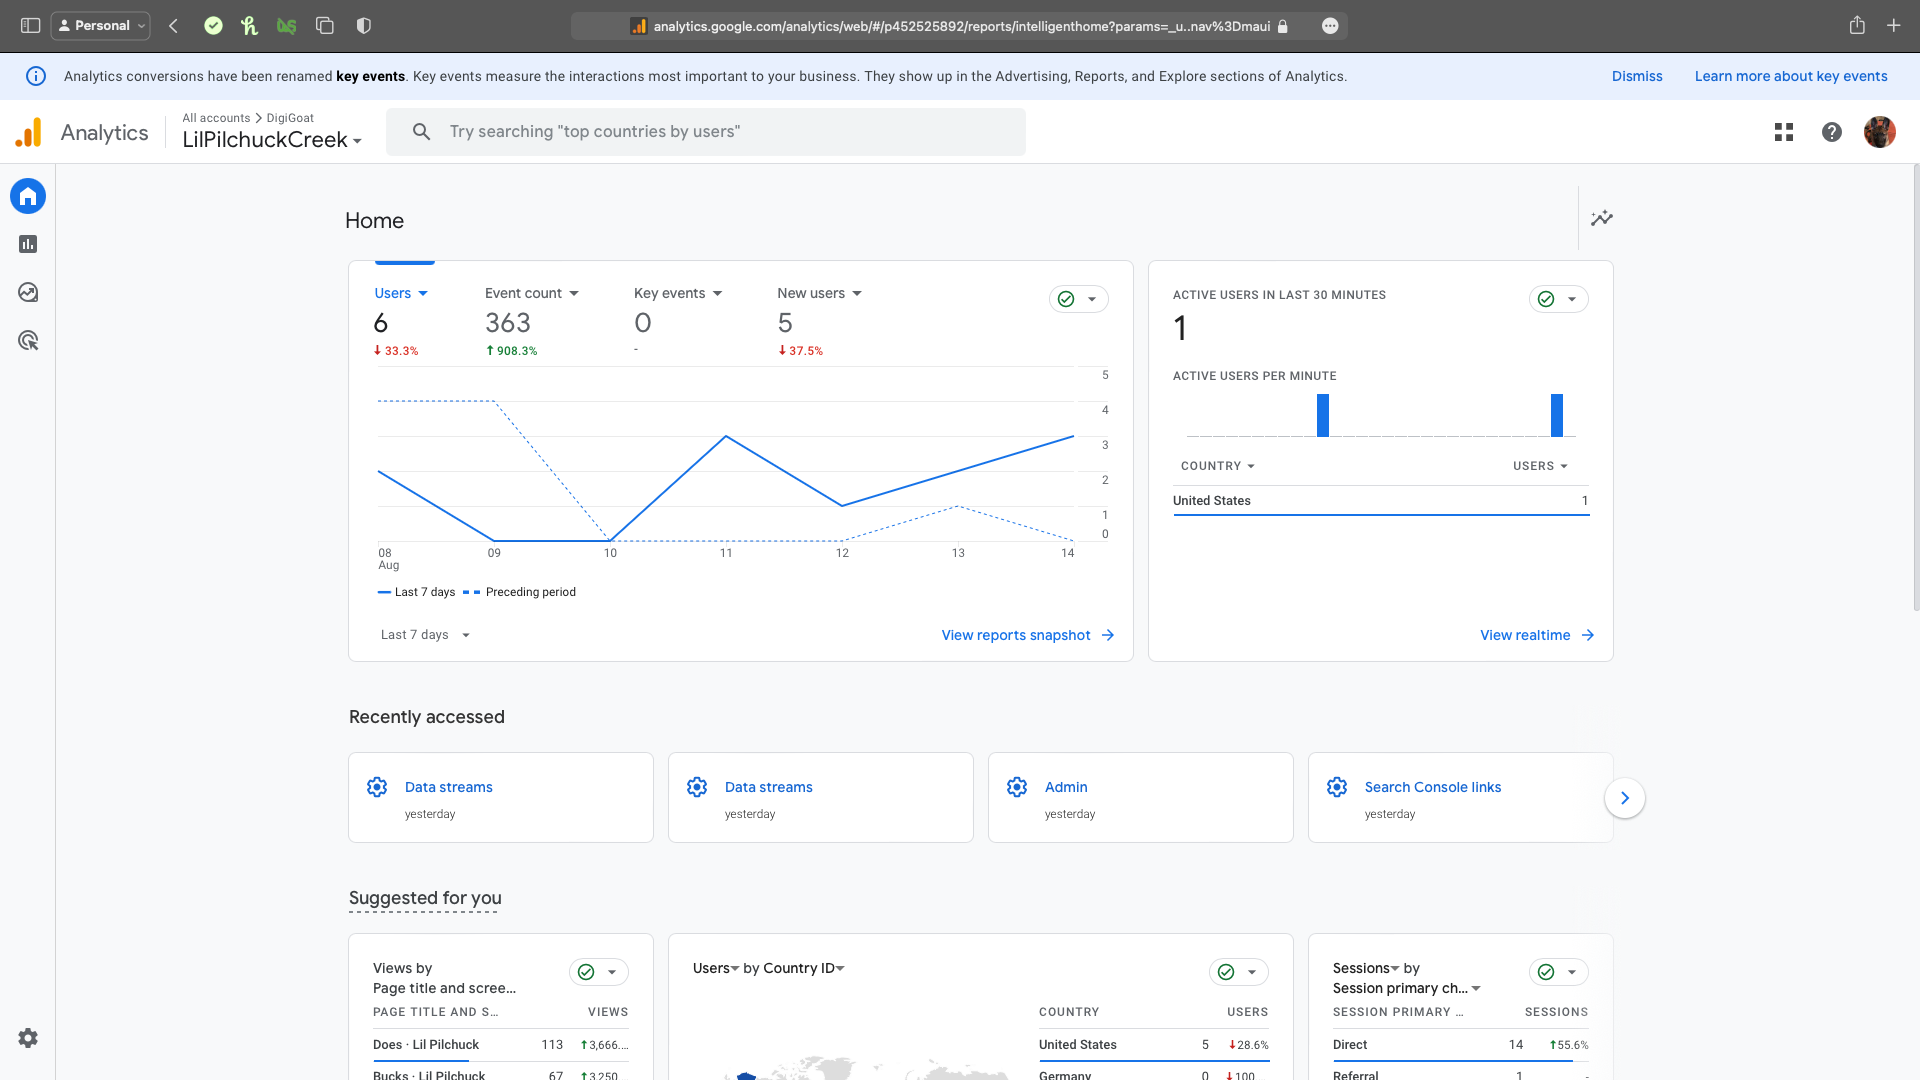 Personal
analytics.google.com/analytics/web/#/p452525892/reports/intelligenthome?params=_u..nav%3Dmaui
Analytics conversions have been renamed key events. Key events measure the interactions most important to your business. They show up in the Advertising, Reports, and Explore sections of Analytics.
Dismiss
Learn more about key events
Analytics
All accounts > DigiGoat
LilPilchuckCreek
Try searching "top countries by users"
Home
Users
Event count
Key events
New users
6
363
0
5
33.3%
908.3%
-
37.5%
5
4
3
2
1
0
08
Aug
09
10
11
12
13
14
Last 7 days
Preceding period
Last 7 days
View reports snapshot
ACTIVE USERS IN LAST 30 MINUTES
1
ACTIVE USERS PER MINUTE
COUNTRY
USERS
United States
1
View realtime
Recently accessed
Data streams
yesterday
Data streams
yesterday
Admin
yesterday
Search Console links
yesterday
Suggested for you
Views by
Page title and scree...
PAGE TITLE AND S...
VIEWS
Does · Lil Pilchuck
113
3,666....
Bucks · Lil Pilchuck
67
3,250...
Users by Country ID
COUNTRY
USERS
United States
5
28.6%
Germany
0
100...
Sessions by
Session primary ch...
SESSION PRIMARY ...
SESSIONS
Direct
14
55.6%
Referral
1
-